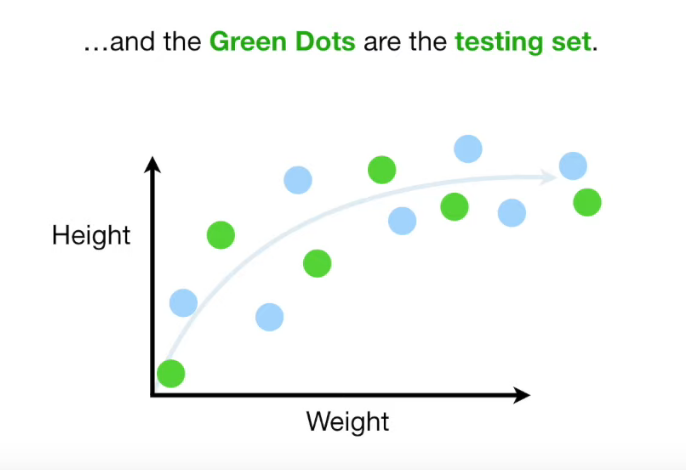 …and the Green Dots are the testing set.
Height
Weight